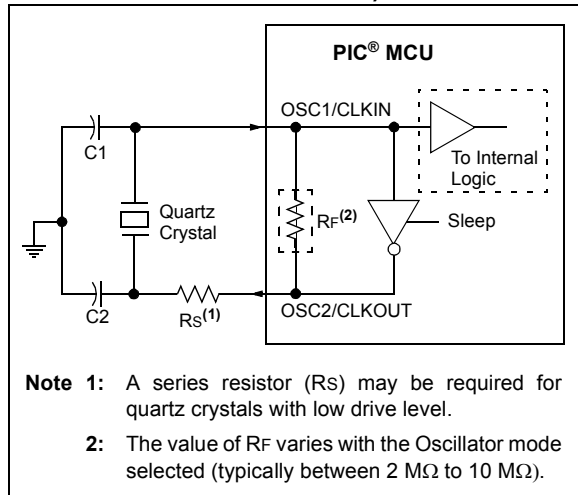 PIC® MCU
OSC1/CLKIN
C1
To Internal
Logic
Quartz
Crystal
RF(2)
Sleep
C2
RS(1)
OSC2/CLKOUT
Note 1: A series resistor (RS) may be required for
quartz crystals with low drive level.
2: The value of RF varies with the Oscillator mode
selected (typically between 2 MΩ to 10 MΩ).